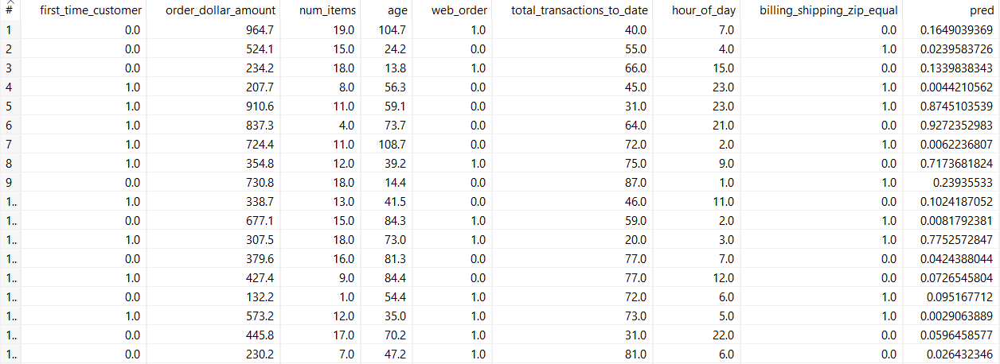 # first_time_customer order_dollar_amount num_items age web_order total_transactions_to_date hour_of_day billing_shipping_zip_equal pred
1 0.0 964.7 19.0 104.7 1.0 40.0 7.0 0.0 0.1649039369
2 0.0 524.1 15.0 24.2 0.0 55.0 4.0 1.0 0.0239583726
3 0.0 234.2 18.0 13.8 1.0 66.0 15.0 0.0 0.1339838343
4 1.0 207.7 8.0 56.3 0.0 45.0 23.0 1.0 0.0044210562
5 1.0 910.6 11.0 59.1 0.0 31.0 23.0 1.0 0.8745103539
6 1.0 837.3 4.0 73.7 0.0 64.0 21.0 0.0 0.9272352983
7 1.0 724.4 11.0 108.7 0.0 72.0 2.0 1.0 0.0062236807
8 1.0 354.8 12.0 39.2 1.0 75.0 9.0 0.0 0.7173681824
9 0.0 730.8 18.0 14.4 0.0 87.0 1.0 1.0 0.23935533
1.. 1.0 338.7 13.0 41.5 0.0 46.0 11.0 0.0 0.1024187052
1.. 0.0 677.1 15.0 84.3 1.0 59.0 2.0 1.0 0.0081792381
1.. 1.0 307.5 18.0 73.0 1.0 20.0 3.0 1.0 0.7752572847
1.. 0.0 379.6 16.0 81.3 0.0 77.0 7.0 0.0 0.0424388044
1.. 1.0 427.4 9.0 84.4 0.0 77.0 12.0 0.0 0.0726545804
1.. 0.0 132.2 1.0 54.4 1.0 72.0 6.0 1.0 0.095167712
1.. 1.0 573.2 12.0 35.0 1.0 73.0 5.0 1.0 0.0029063889
1.. 0.0 445.8 17.0 70.2 1.0 31.0 22.0 0.0 0.0596458577
1.. 0.0 230.2 7.0 47.2 1.0 81.0 6.0 0.0 0.026432346